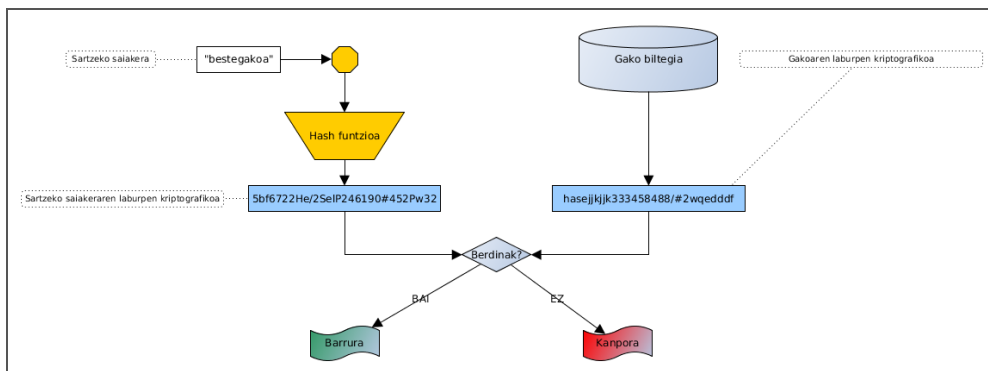 Sartzeko saiakera
"bestegakoa"
Gako biltegia
Gakoaren laburpen kriptografikoa
Hash funtzioa
Sartzeko saiakeraren laburpen kriptografikoa
5bf6722He/2SeIP246190#452Pw32
hasejjkjjk333458488/#2wqedddf
Berdinak?
BAI
EZ
Barrura
Kanpora